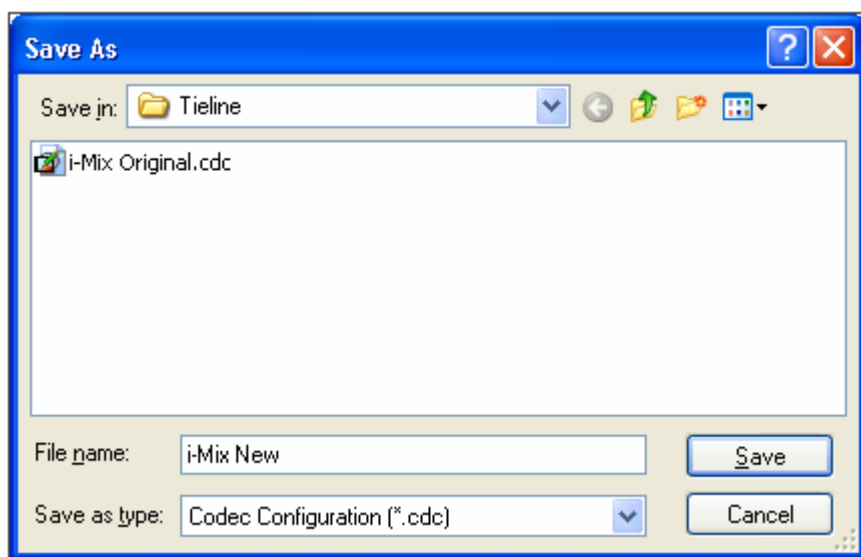 Save As
Save in: Tieline
i-Mix Original.cdc
File name: i-Mix New Save
Save as type: Codec Configuration (*.cdc) Cancel